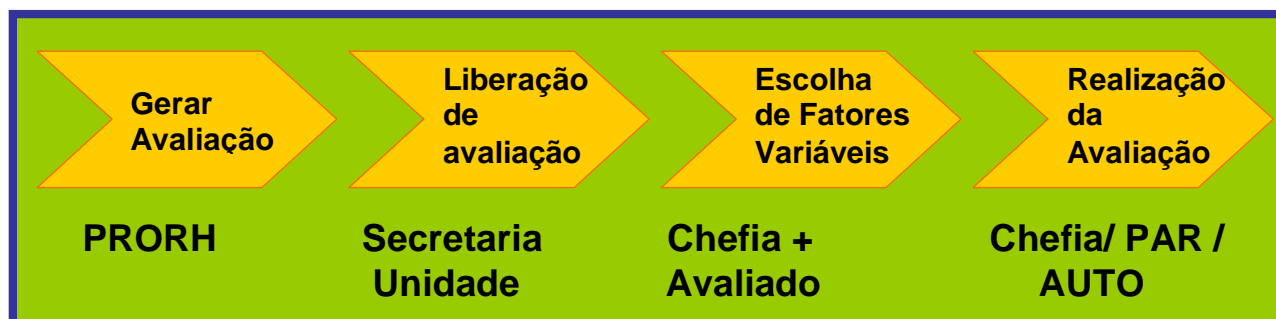 Gerar
Avaliação
Liberação
de
avaliação
Escolha
de Fatores
Variáveis
Realização
da
Avaliação
PRORH
Secretaria
Unidade
Chefia +
Avaliado
Chefia/ PAR /
AUTO